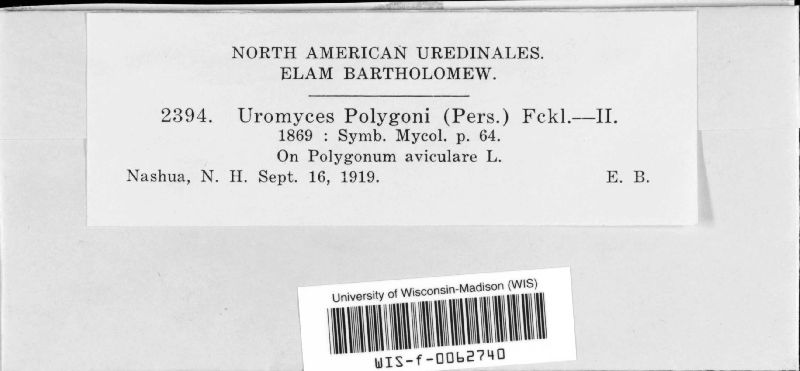 NORTH AMERICAN UREDINALES.
ELAM BARTHOLOMEW.
2394. Uromyces Polygoni (Pers.) Fckl.—II.
1869 : Symb. Mycol. p. 64.
On Polygonum aviculare L.
Nashua, N. H. Sept. 16, 1919. E. B.
University of Wisconsin-Madison (WIS)
WIS-f-0062740